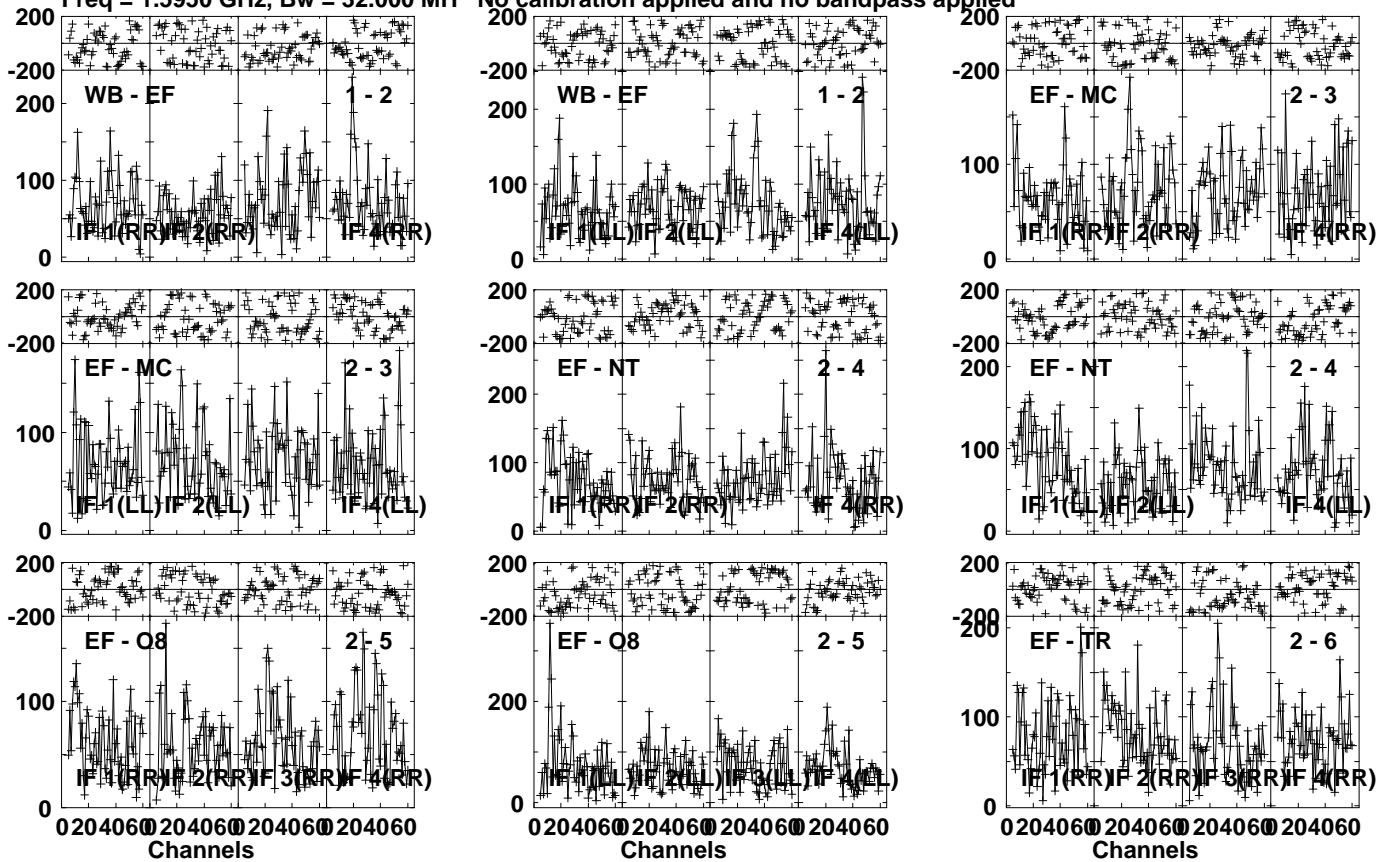 Freq = 1.5950 GHz, Bw = 32.000 MH No calibration applied and no bandpass applied
200
-200
WB - EF 1 - 2
200
100
0
IF 1(RR) IF 2(RR) IF 4(RR)
200
-200
WB - EF 1 - 2
200
100
0
IF 1(LL) IF 2(LL) IF 4(LL)
200
-200
EF - MC 2 - 3
100
0
IF 1(RR) IF 2(RR) IF 4(RR)
200
-200
EF - MC 2 - 3
100
0
IF 1(LL) IF 2(LL) IF 4(LL)
200
-200
EF - NT 2 - 4
200
100
0
IF 1(RR) IF 2(RR) IF 4(RR)
200
-200
EF - NT 2 - 4
200
100
0
IF 1(LL) IF 2(LL) IF 4(LL)
200
-200
EF - O8 2 - 5
100
0
IF 1(RR) IF 2(RR) IF 3(RR) IF 4(RR)
0 20 40 60 0 20 40 60 0 20 40 60 0 20 40 60
Channels
200
-200
EF - O8 2 - 5
200
0
IF 1(LL) IF 2(LL) IF 3(LL) IF 4(LL)
0 20 40 60 0 20 40 60 0 20 40 60 0 20 40 60
Channels
200
-200
EF - TR 2 - 6
200
100
0
IF 1(RR) IF 2(RR) IF 3(RR) IF 4(RR)
0 20 40 60 0 20 40 60 0 20 40 60 0 20 40 60
Channels